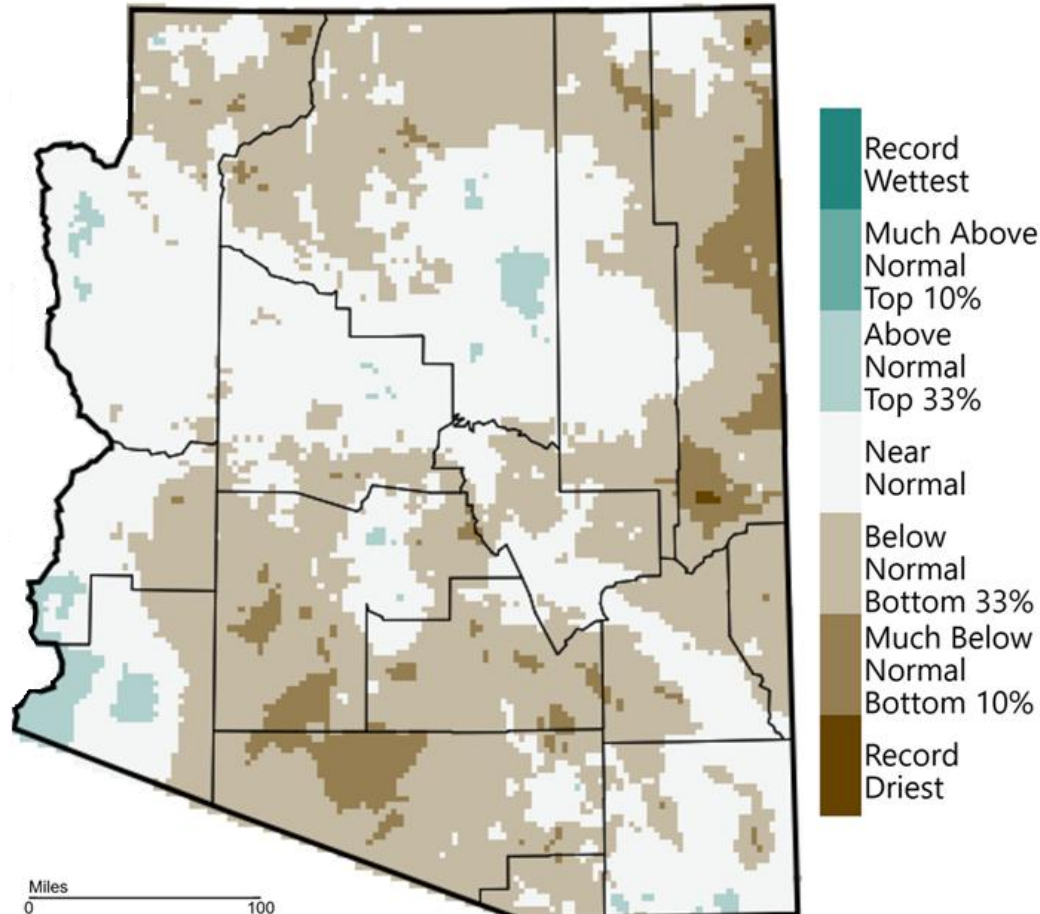 Record
Wettest
Much Above
Normal
Top 10%
Above
Normal
Top 33%
Near
Normal
Below
Normal
Bottom 33%
Much Below
Normal
Bottom 10%
Record
Driest
Miles
0 100